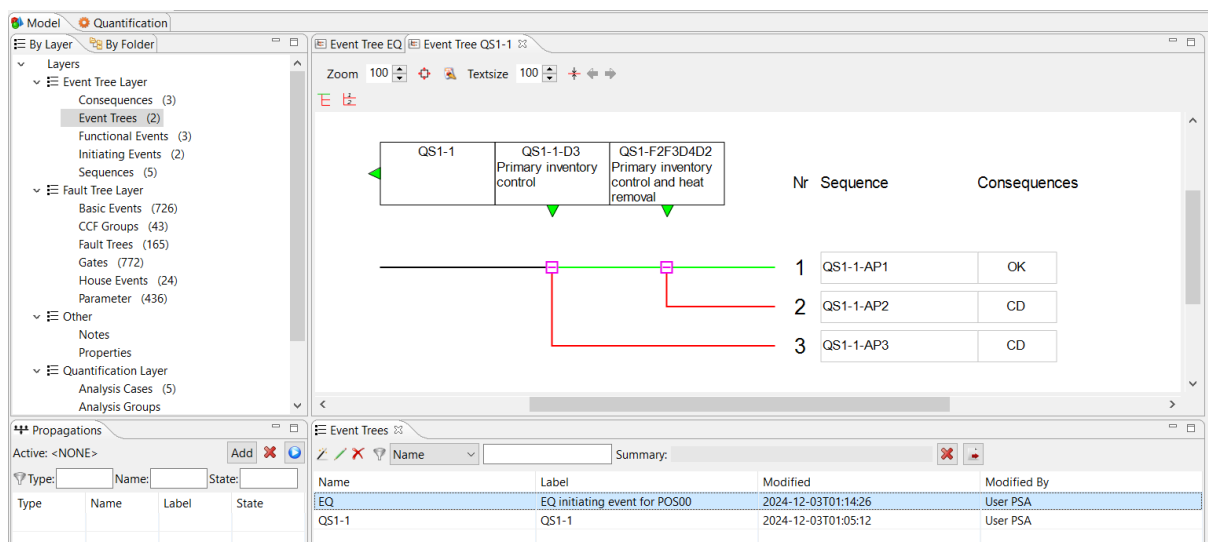 Model Quantification
By Layer By Folder
Layers
Event Tree Layer
Consequences (3)
Event Trees (2)
Functional Events (3)
Initiating Events (2)
Sequences (5)
Fault Tree Layer
Basic Events (726)
CCF Groups (43)
Fault Trees (165)
Gates (772)
House Events (24)
Parameter (436)
Other
Notes
Properties
Quantification Layer
Analysis Cases (5)
Analysis Groups
Event Tree EQ Event Tree QS1-1
Zoom 100 Textsize 100
QS1-1
QS1-1-D3
Primary inventory
control
QS1-F2F3D4D2
Primary inventory
control and heat
removal
Nr Sequence Consequences
1 QS1-1-AP1 OK
2 QS1-1-AP2 CD
3 QS1-1-AP3 CD
Propagations
Active: <NONE> Add
Type: Name: State:
Type Name Label State
Event Trees
Name Summary:
Name Label Modified Modified By
EQ EQ initiating event for POS00 2024-12-03T01:14:26 User PSA
QS1-1 QS1-1 2024-12-03T01:05:12 User PSA